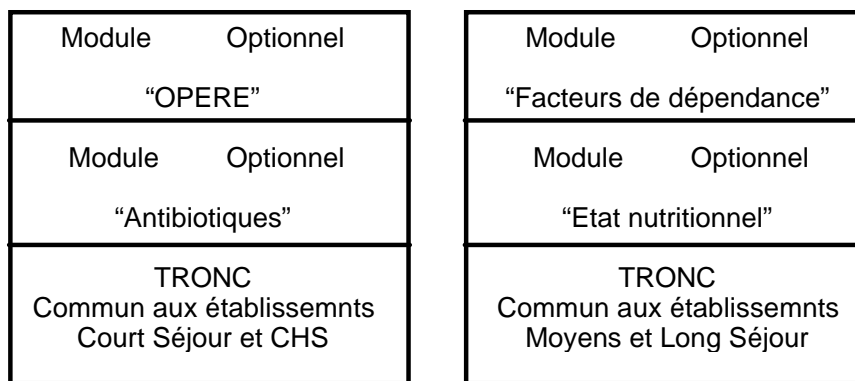 Module Optionnel
“OPERE”
Module Optionnel
“Antibiotiques”
TRONC
Commun aux établissemnts
Court Séjour et CHS
Module Optionnel
“Facteurs de dépendance”
Module Optionnel
“Etat nutritionnel”
TRONC
Commun aux établissemnts
Moyens et Long Séjour